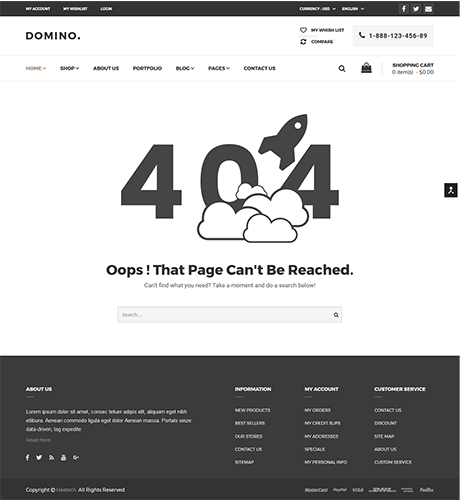 MY ACCOUNT MY WISHLIST LOGIN CURRENCY : USD ENGLISH
DOMINO.
MY WHISH LIST
COMPARE
1-888-123-456-89
HOME SHOP ABOUT US PORTFOLIO BLOG PAGES CONTACT US
SHOPPING CART
0 item(s) - $0.00
404
Oops ! That Page Can't Be Reached.
Can't find what you need? Take a moment and do a search below!
Search...
ABOUT US
Lorem ipsum dolor sit amet, consec tetuer adipis elit, aliquam eget nibh
etlibura. Aenean commodo ligula eget dolor Aenean massa. Portals seize
data-driven, tag expedite
Read more
INFORMATION
NEW PRODUCTS
BEST SELLERS
OUR STORES
CONTACT US
SITEMAP
MY ACCOUNT
MY ORDERS
MY CREDIT SLIPS
MY ADDRESSES
SPECIALS
MY PERSONAL INFO
CUSTOMER SERVICE
CONTACT US
DISCOUNT
SITE MAP
ABOUT US
CUSTOM SERVICE
Copyright © Hastech. All Rights Reserved
PayPal VISA DHL